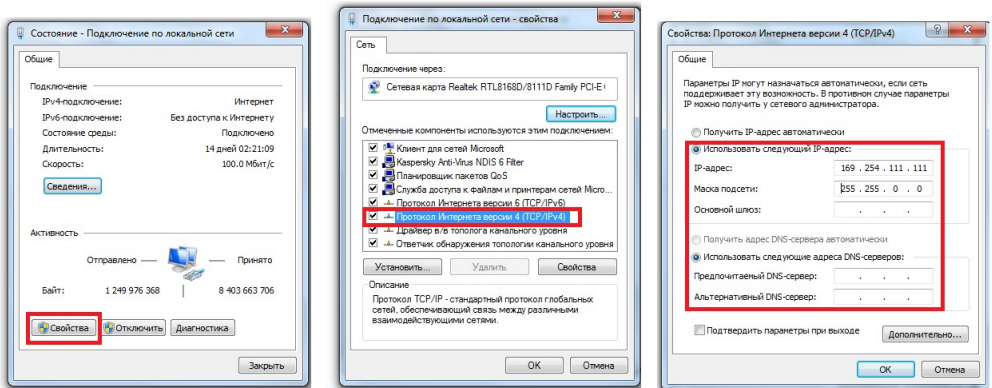 Состояние - Подключение по локальной сети
Общие
Подключение
IPv4-подключение: Интернет
IPv6-подключение: Без доступа к Интернету
Состояние среды: Подключено
Длительность: 14 дней 02:21:09
Скорость: 100.0 Мбит/с
Сведения...
Активность
Отправлено — — Принято
Байт: 1 249 976 368 | 8 403 663 706
Свойства Отключить Диагностика
Закрыть
Подключение по локальной сети - свойства
Сеть
Подключение через:
Сетевая карта Realtek RTL8168D/8111D Family PCI-E
Настроить...
Отмеченные компоненты используются этим подключением:
Клиент для сетей Microsoft
Kaspersky Anti-Virus NDIS 6 Filter
Планировщик пакетов QoS
Служба доступа к файлам и принтерам сетей Micro...
Протокол Интернета версии 6 (TCP/IPv6)
Протокол Интернета версии 4 (TCP/IPv4)
Драйвер в/в тополога канального уровня
Ответчик обнаружения топологии канального уровня
Установить... Удалить Свойства
Описание
Протокол TCP/IP - стандартный протокол глобальных
сетей, обеспечивающий связь между различными
взаимодействующими сетями.
OK Отмена
Свойства: Протокол Интернета версии 4 (TCP/IPv4)
Общие
Параметры IP могут назначаться автоматически, если сеть
поддерживает эту возможность. В противном случае параметры
IP можно получить у сетевого администратора.
Получить IP-адрес автоматически
Использовать следующий IP-адрес:
IP-адрес: 169 . 254 . 111 . 111
Маска подсети: 255 . 255 . 0 . 0
Основной шлюз: . . .
Получить адрес DNS-сервера автоматически
Использовать следующие адреса DNS-серверов:
Предпочитаемый DNS-сервер: . . .
Альтернативный DNS-сервер: . . .
Подтвердить параметры при выходе Дополнительно...
OK Отмена